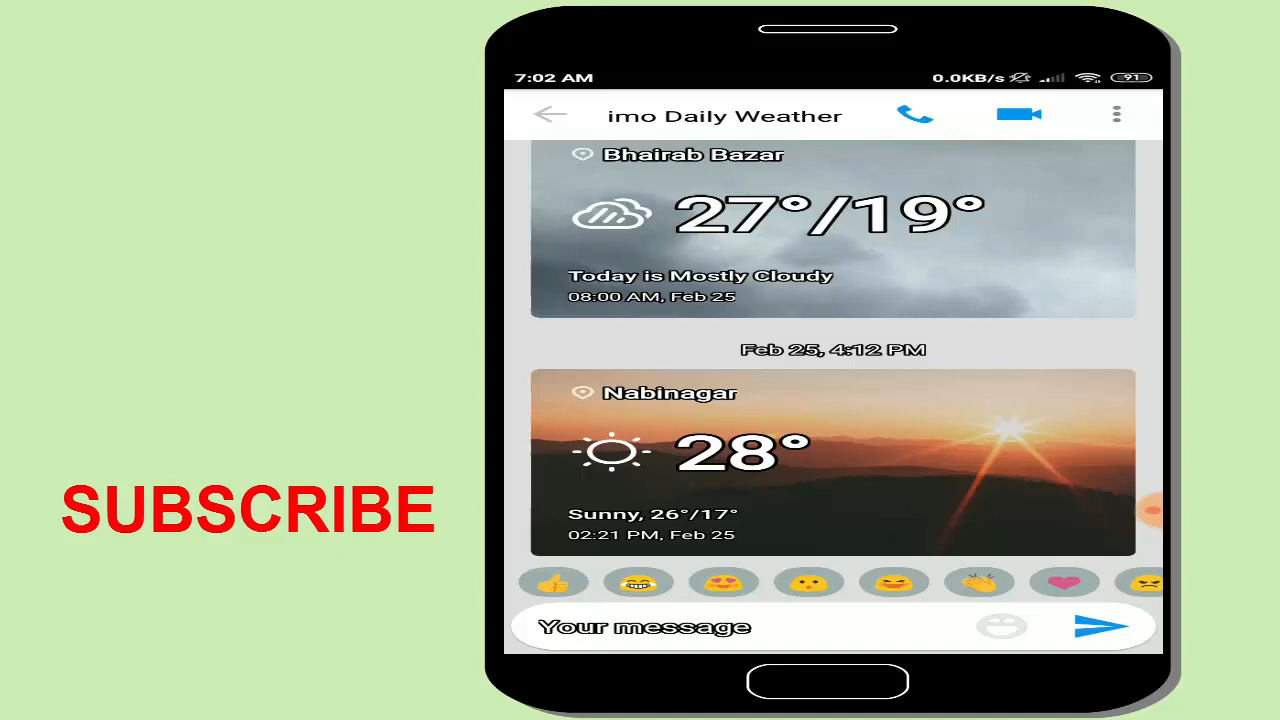 7:02 AM 0.0KB/s 91
imo Daily Weather
Bhairab Bazar
27°/19°
Today is Mostly Cloudy
08:00 AM, Feb 25
Feb 25, 4:12 PM
Nabinagar
28°
Sunny, 26°/17°
02:21 PM, Feb 25
Your message
SUBSCRIBE